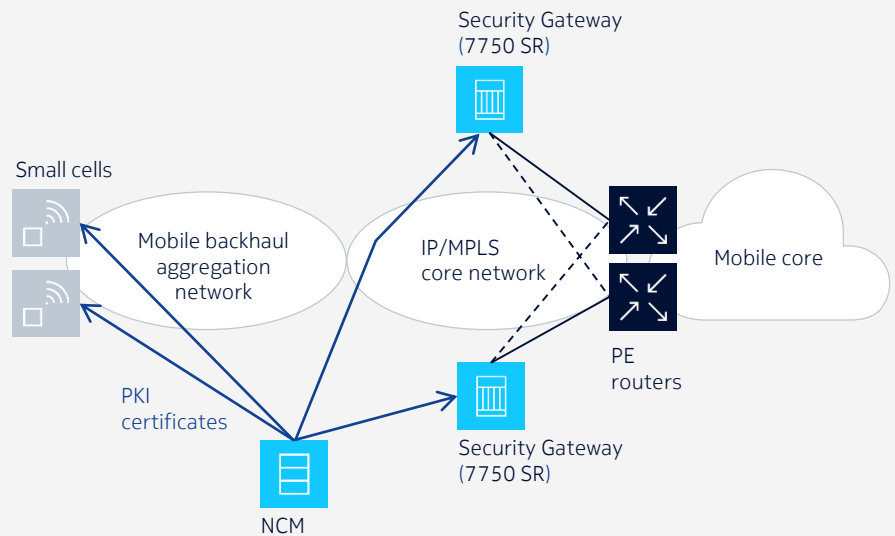 Security Gateway
(7750 SR)
Small cells
Mobile backhaul
aggregation
network
IP/MPLS
core network
Mobile core
PE
routers
PKI
certificates
Security Gateway
(7750 SR)
NCM